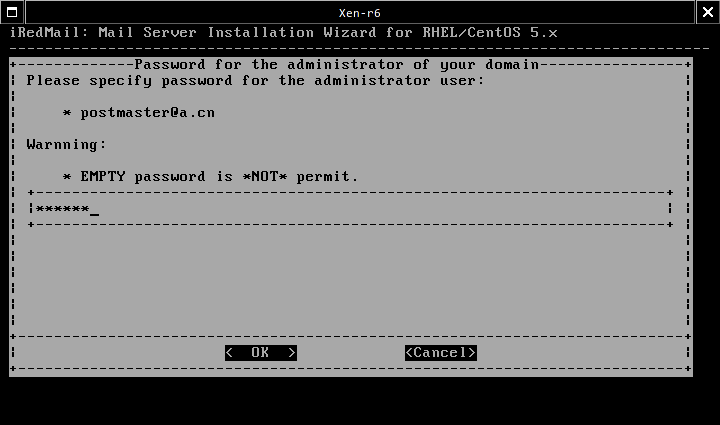 Xen-r6
iRedMail: Mail Server Installation Wizard for RHEL/CentOS 5.x
Password for the administrator of your domain
Please specify password for the administrator user:
* postmaster@a.cn
Warnning:
* EMPTY password is *NOT* permit.
******_
< OK > <Cancel>